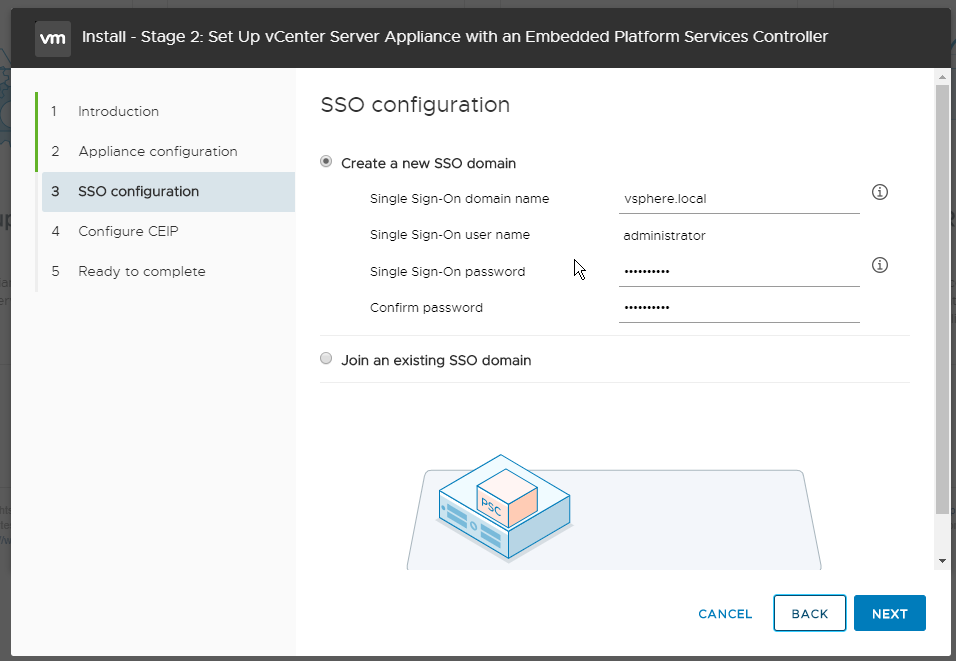 vm Install - Stage 2: Set Up vCenter Server Appliance with an Embedded Platform Services Controller
1 Introduction
2 Appliance configuration
3 SSO configuration
4 Configure CEIP
5 Ready to complete
SSO configuration
Create a new SSO domain
Single Sign-On domain name vsphere.local
Single Sign-On user name administrator
Single Sign-On password ••••••••••
Confirm password ••••••••••
Join an existing SSO domain
PSC
CANCEL BACK NEXT